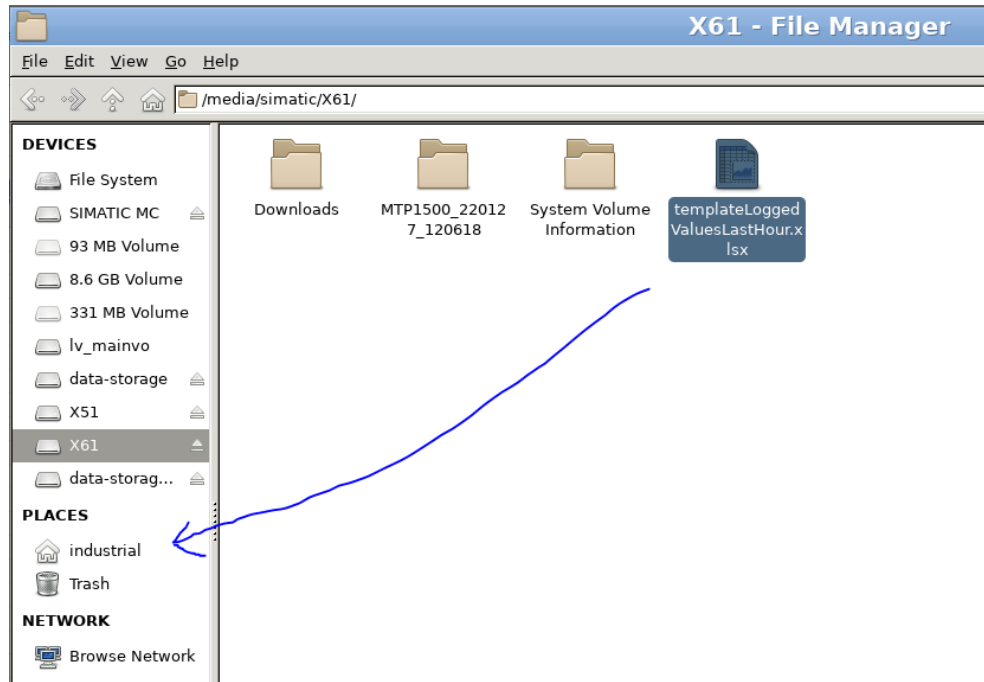 X61 - File Manager
File Edit View Go Help
/media/simatic/X61/
DEVICES
File System
SIMATIC MC
93 MB Volume
8.6 GB Volume
331 MB Volume
lv_mainvo
data-storage
X51
X61
data-storag...
PLACES
industrial
Trash
NETWORK
Browse Network
Downloads
MTP1500_22012
7_120618
System Volume
Information
templateLogged
ValuesLastHour.x
lsx